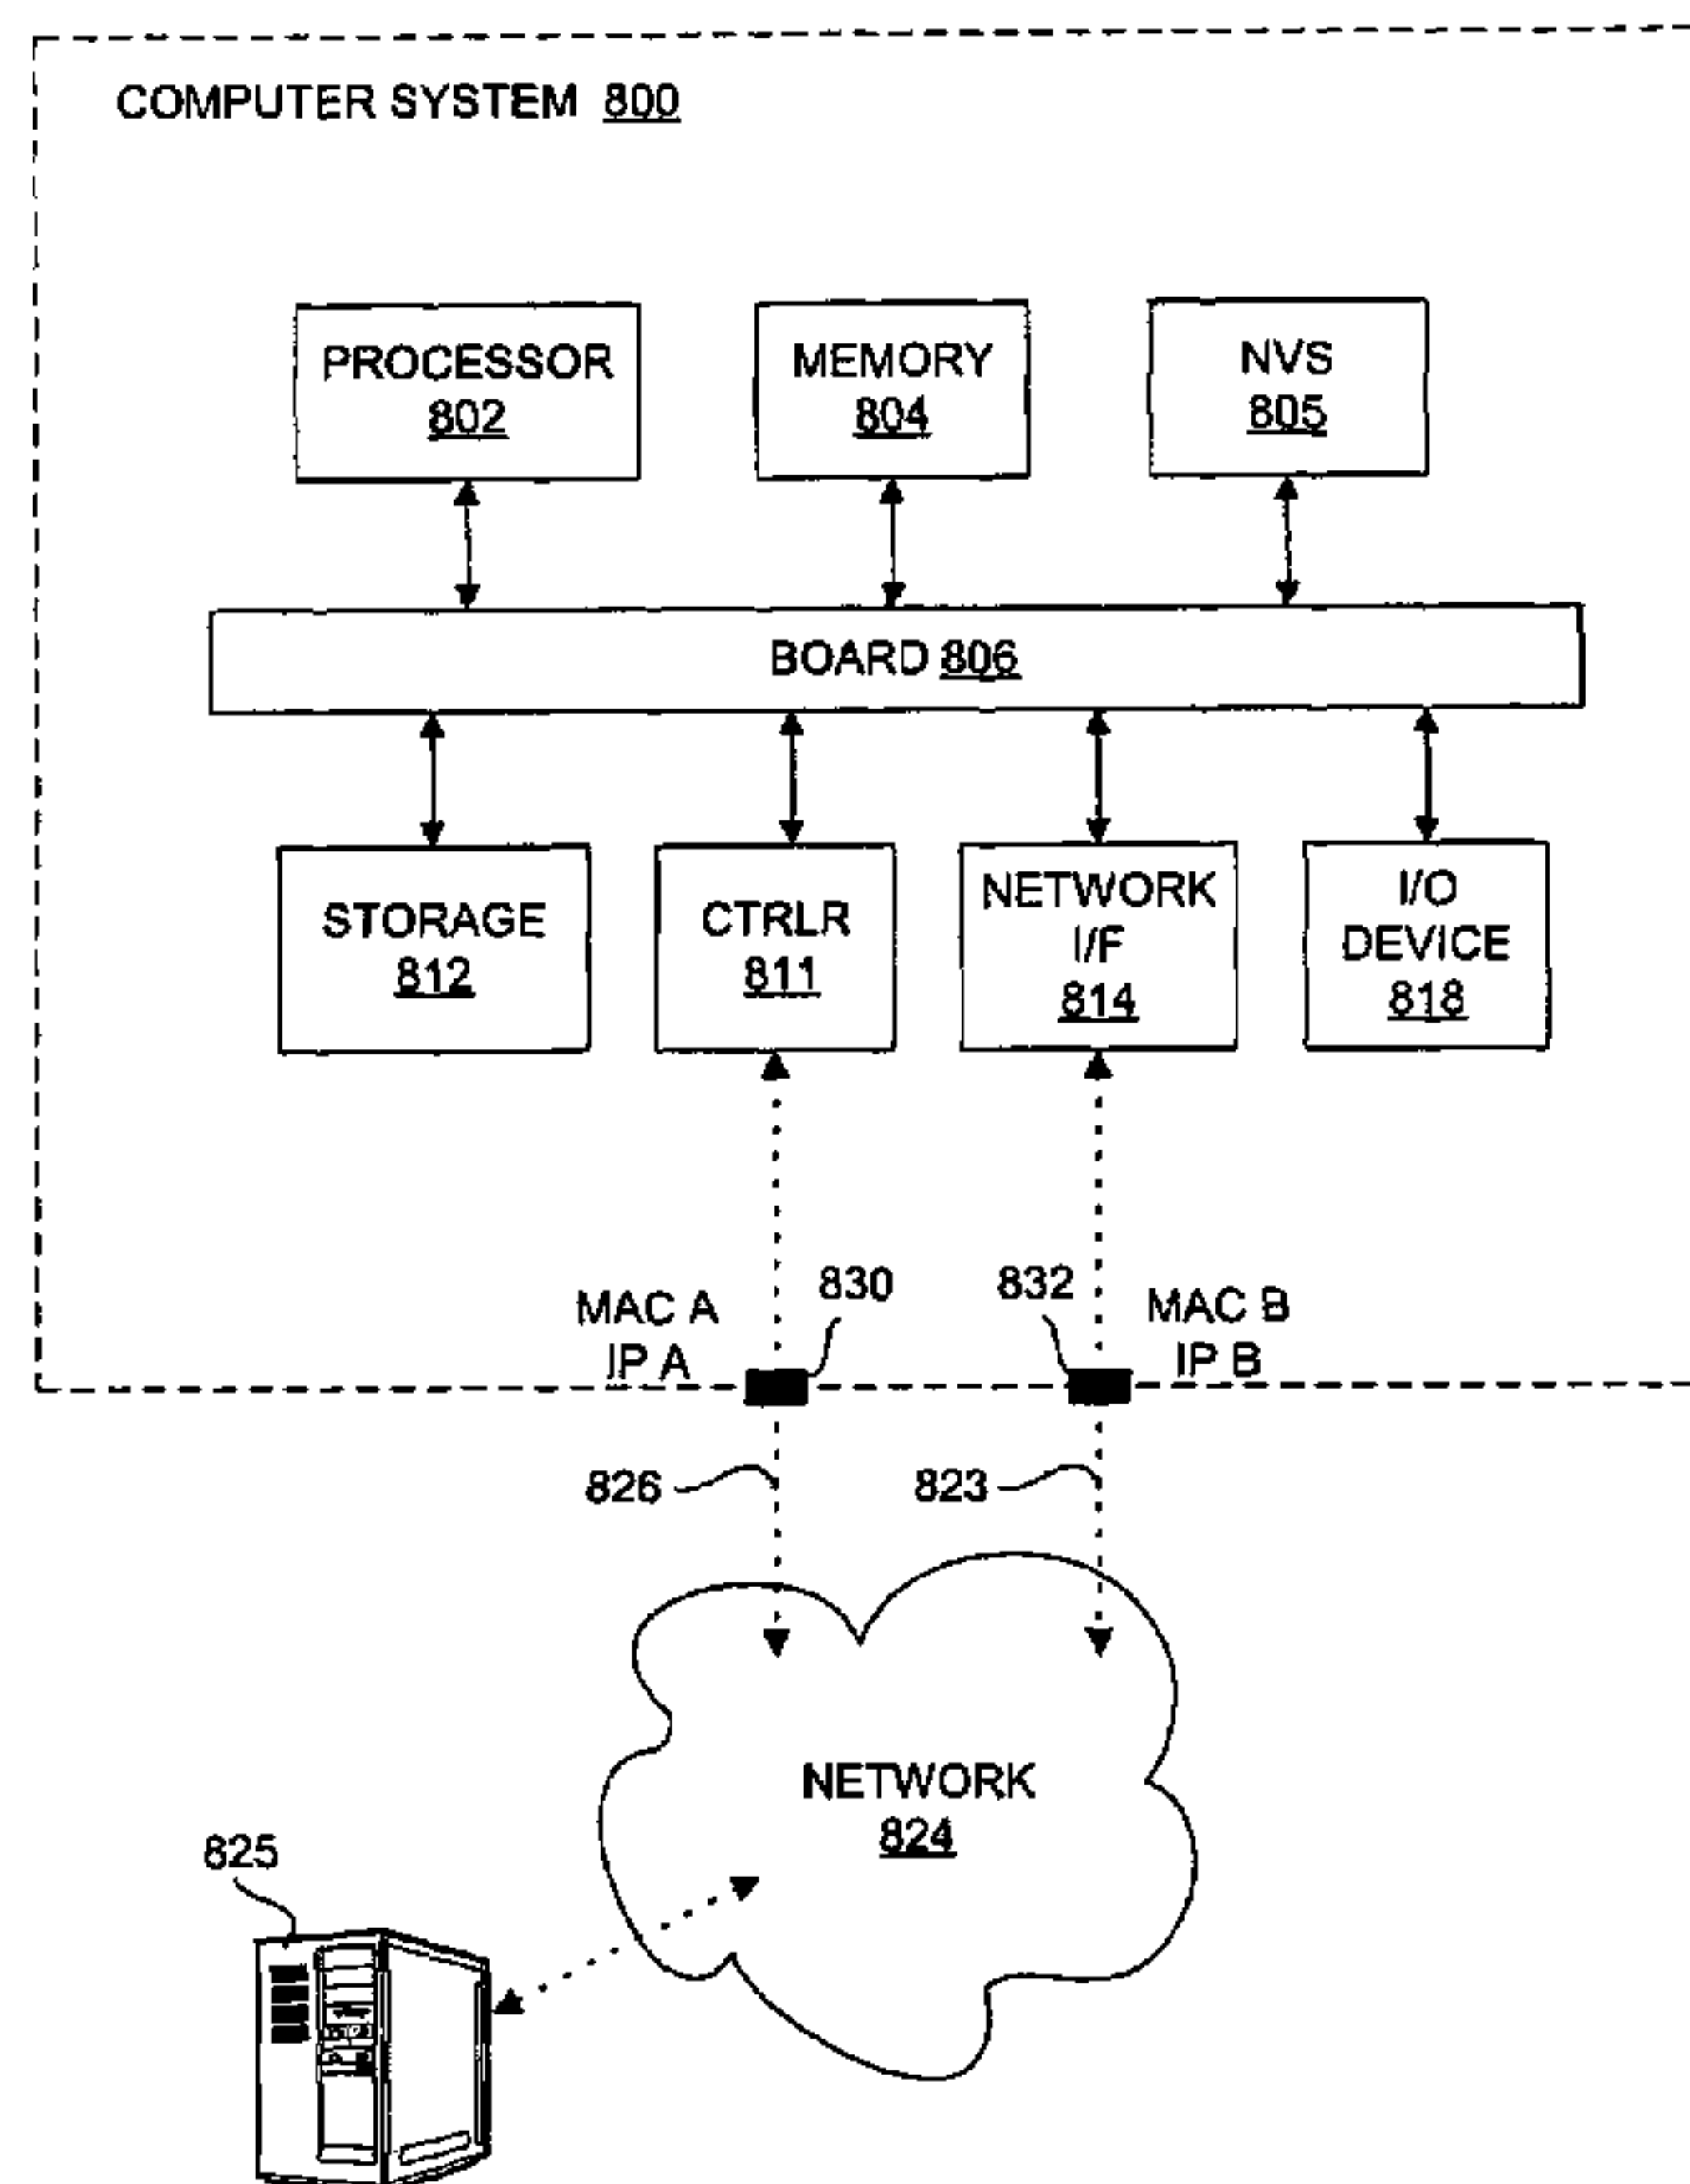 COMPUTER SYSTEM 800
PROCESSOR
802
MEMORY
804
NVS
805
BOARD 806
STORAGE
812
CTRLR
811
NETWORK
I/F
814
I/O
DEVICE
818
MAC A
IP A
830
832
MAC B
IP B
826
823
NETWORK
824
825